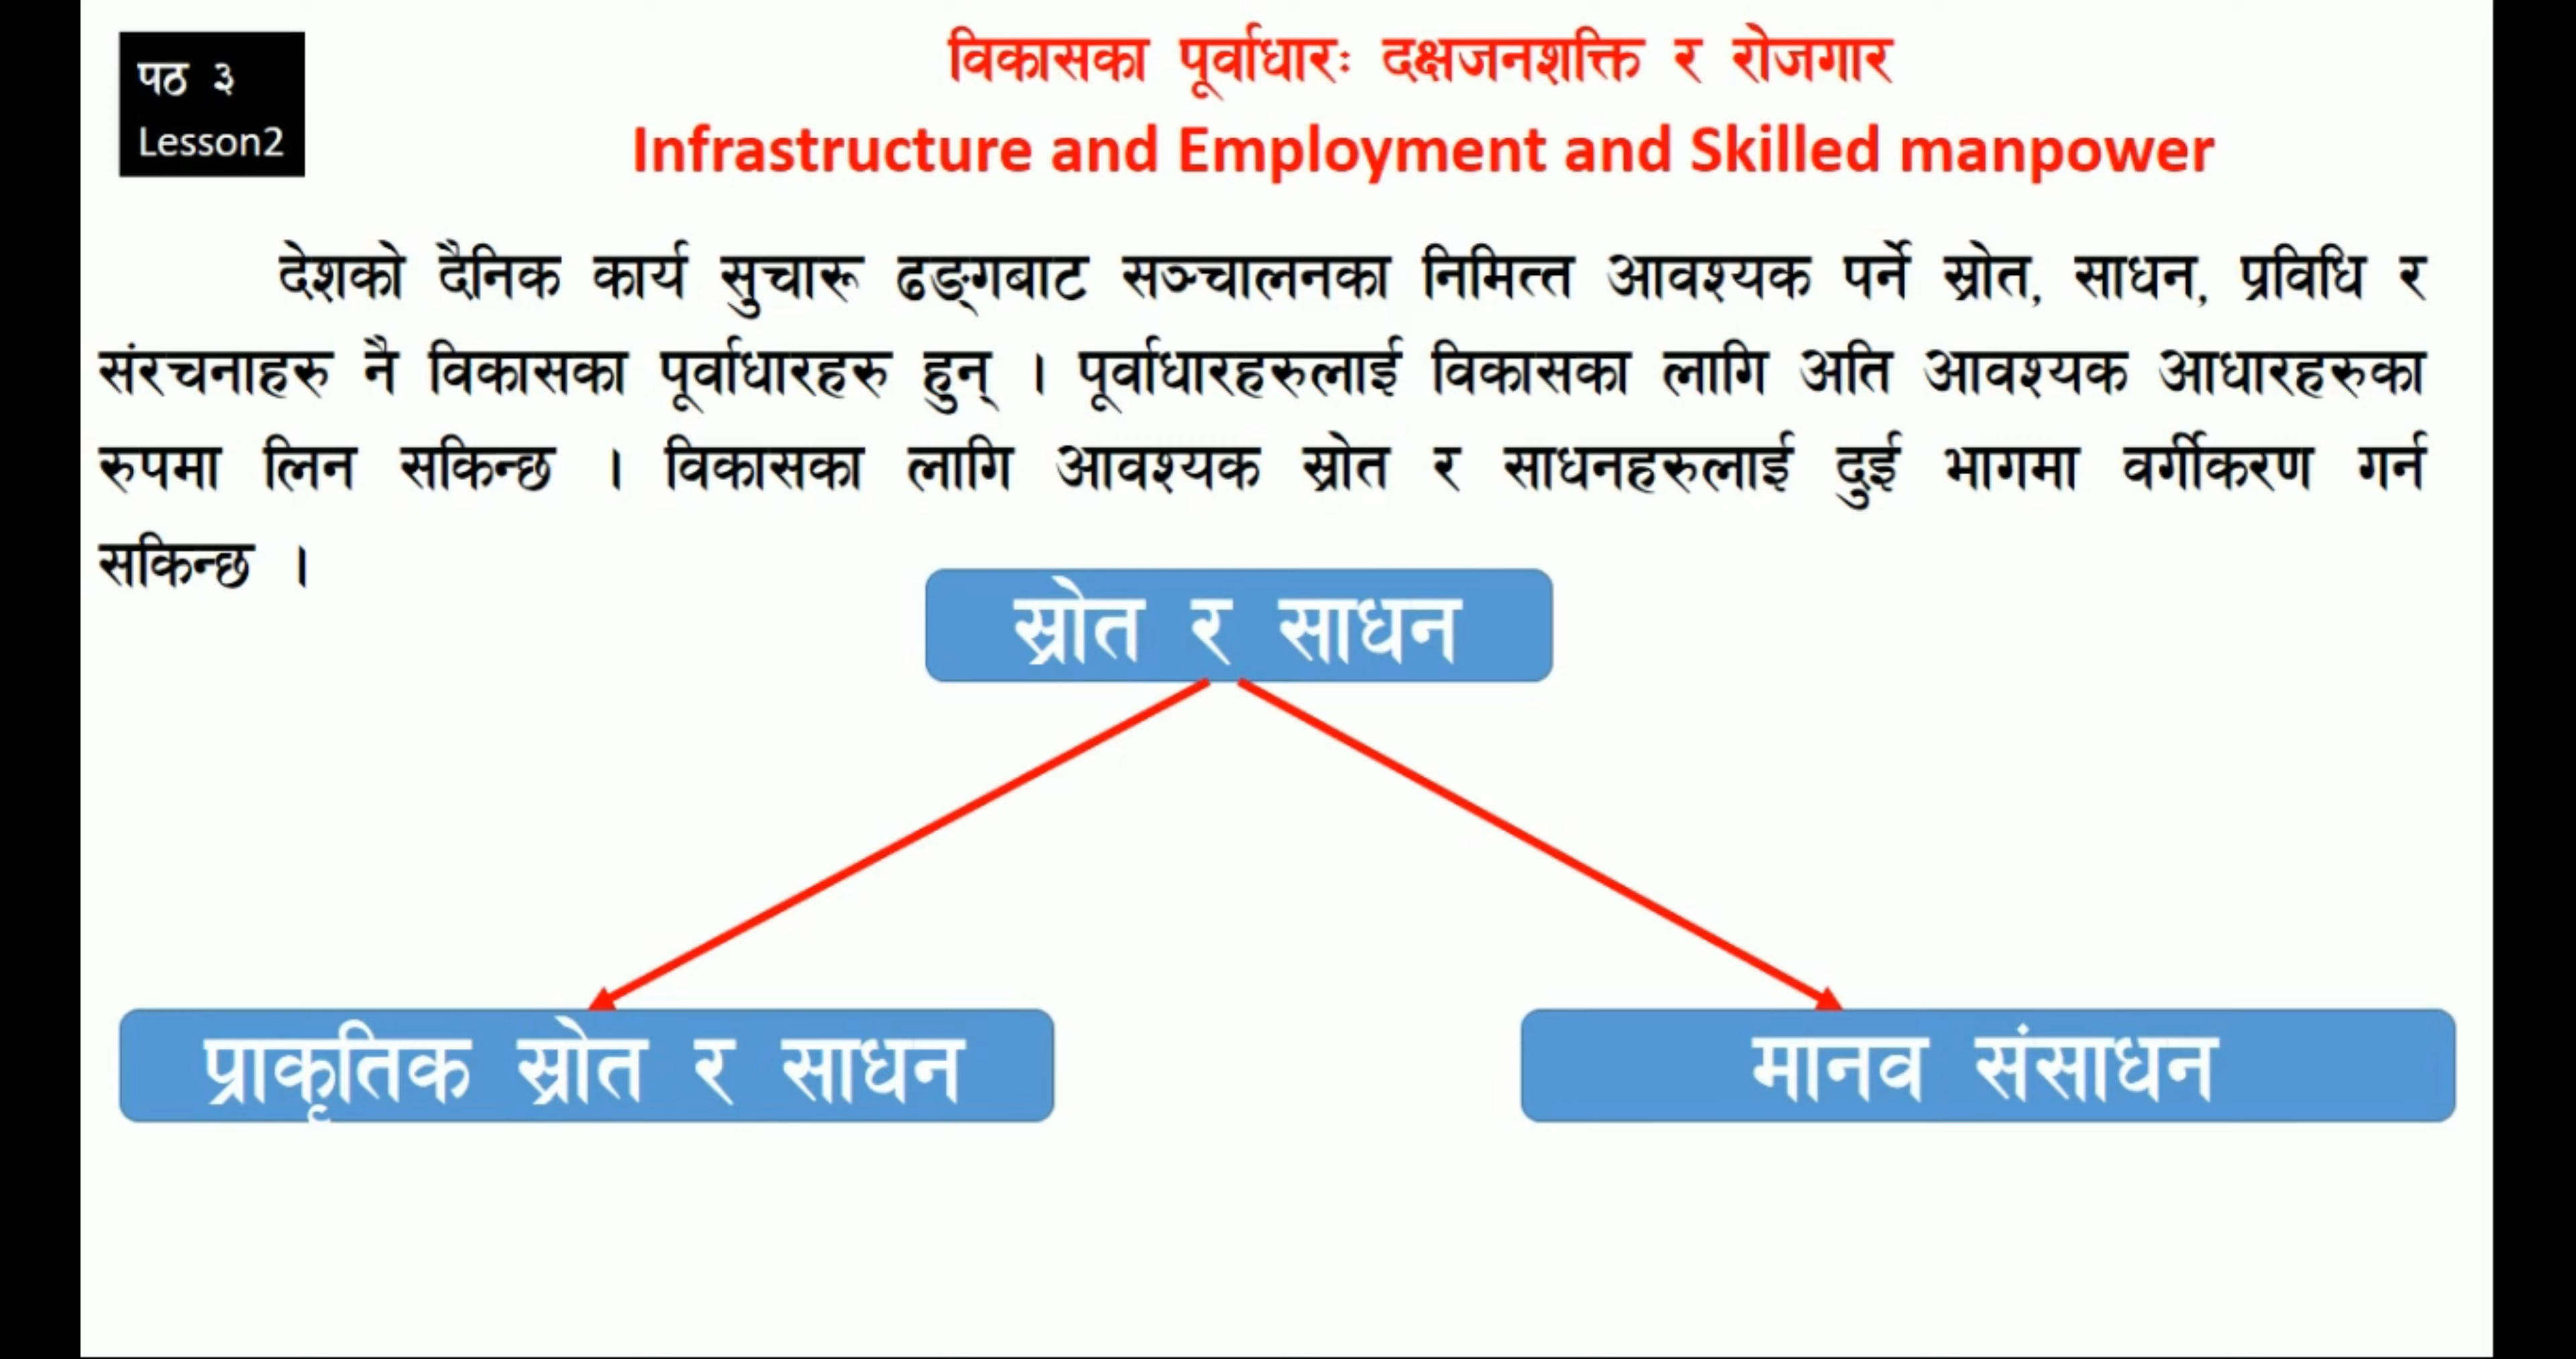 पठ ३
Lesson2
विकासका पूर्वाधारः दक्षजनशक्ति र रोजगार
Infrastructure and Employment and Skilled manpower
देशको दैनिक कार्य सुचारू ढङ्गबाट सञ्चालनका निमित्त आवश्यक पर्ने स्रोत, साधन, प्रविधि र
संरचनाहरु नै विकासका पूर्वाधारहरु हुन् । पूर्वाधारहरुलाई विकासका लागि अति आवश्यक आधारहरुका
रुपमा लिन सकिन्छ । विकासका लागि आवश्यक स्रोत र साधनहरुलाई दुई भागमा वर्गीकरण गर्न
सकिन्छ ।
स्रोत र साधन
प्राकृतिक स्रोत र साधन
मानव संसाधन